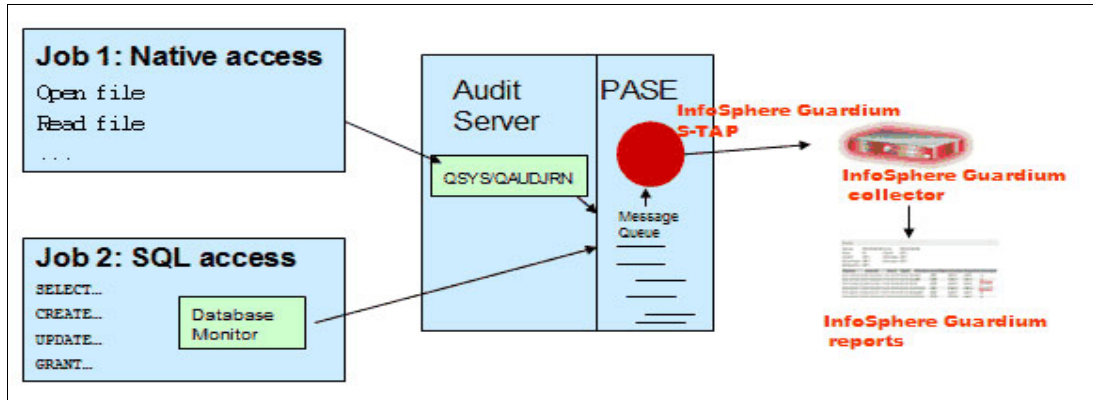 Job 1: Native access
Open file
Read file
...
Job 2: SQL access
SELECT...
CREATE...
UPDATE...
GRANT...
Database
Monitor
Audit
Server
QSYS/QAUDJRN
PASE
InfoSphere Guardium
S-TAP
Message
Queue
InfoSphere Guardium
collector
InfoSphere Guardium
reports